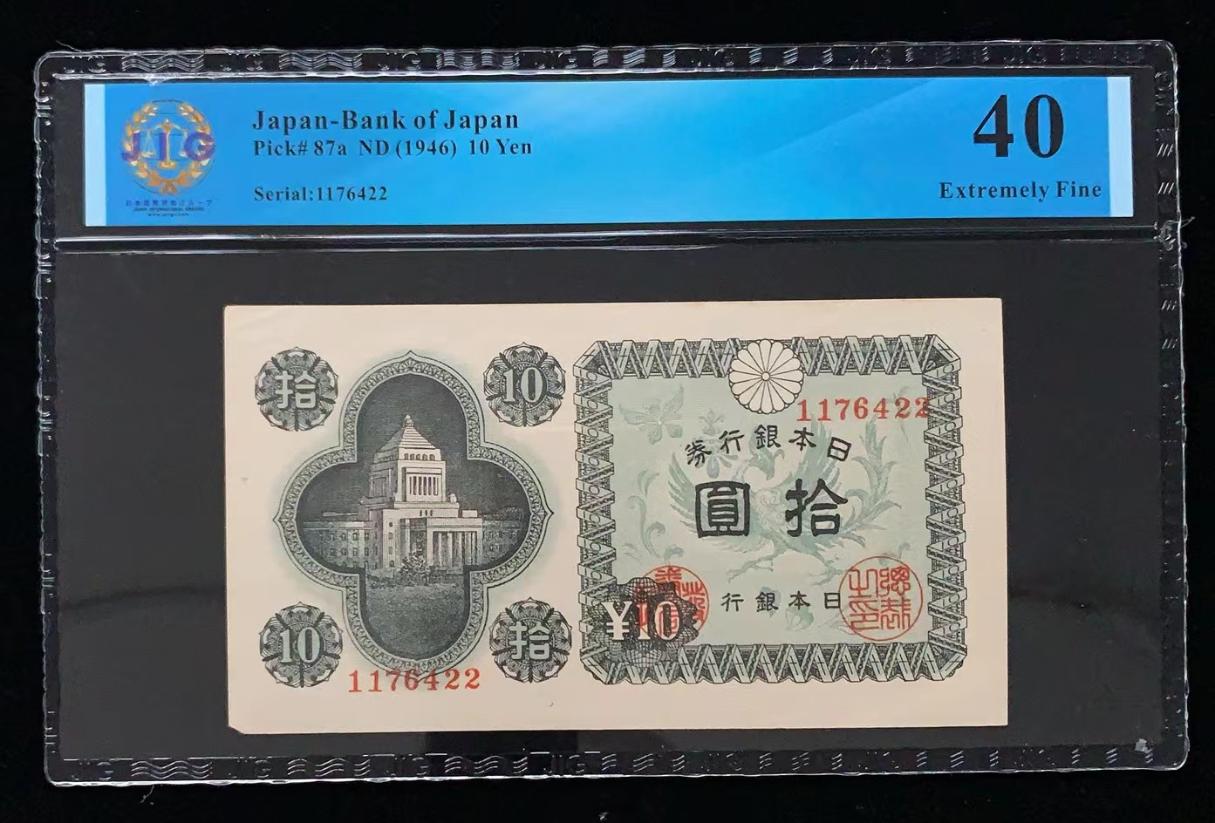 JIG
Japan-Bank of Japan
Pick# 87a ND (1946) 10 Yen
Serial:1176422
40
Extremely Fine
拾
10
1176422
券行銀本日
圓拾
行銀本日
¥10
10
拾
1176422